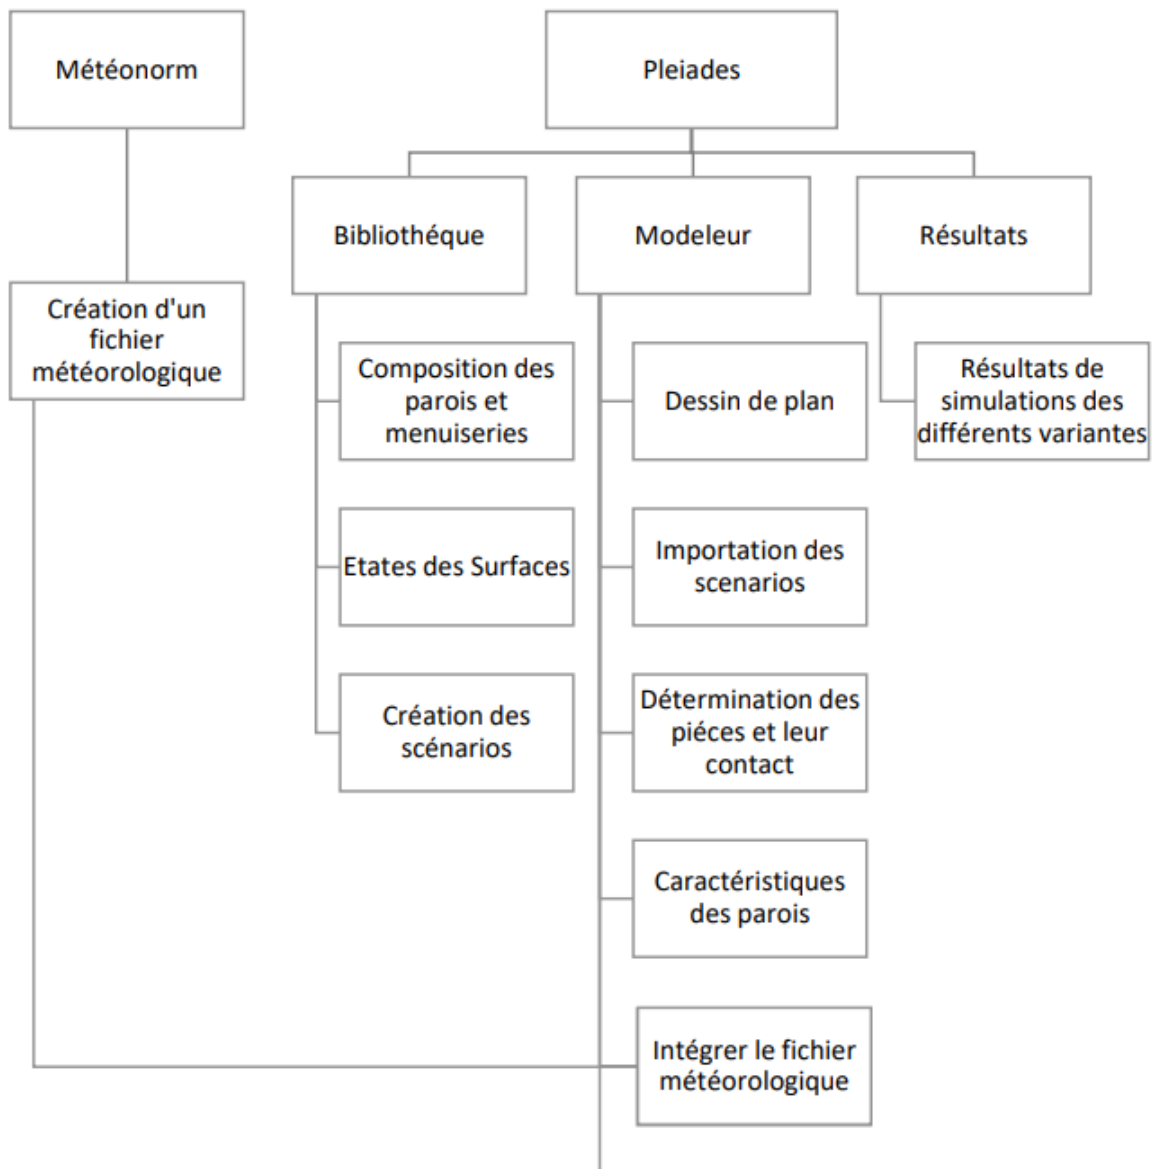 Météonorm
Pleiades
Bibliothéque
Modeleur
Résultats
Création d'un
fichier
météorologique
Composition des
parois et
menuiseries
Dessin de plan
Résultats de
simulations des
différents variantes
Etates des Surfaces
Importation des
scenarios
Création des
scénarios
Détermination des
piéces et leur
contact
Caractéristiques
des parois
Intégrer le fichier
météorologique